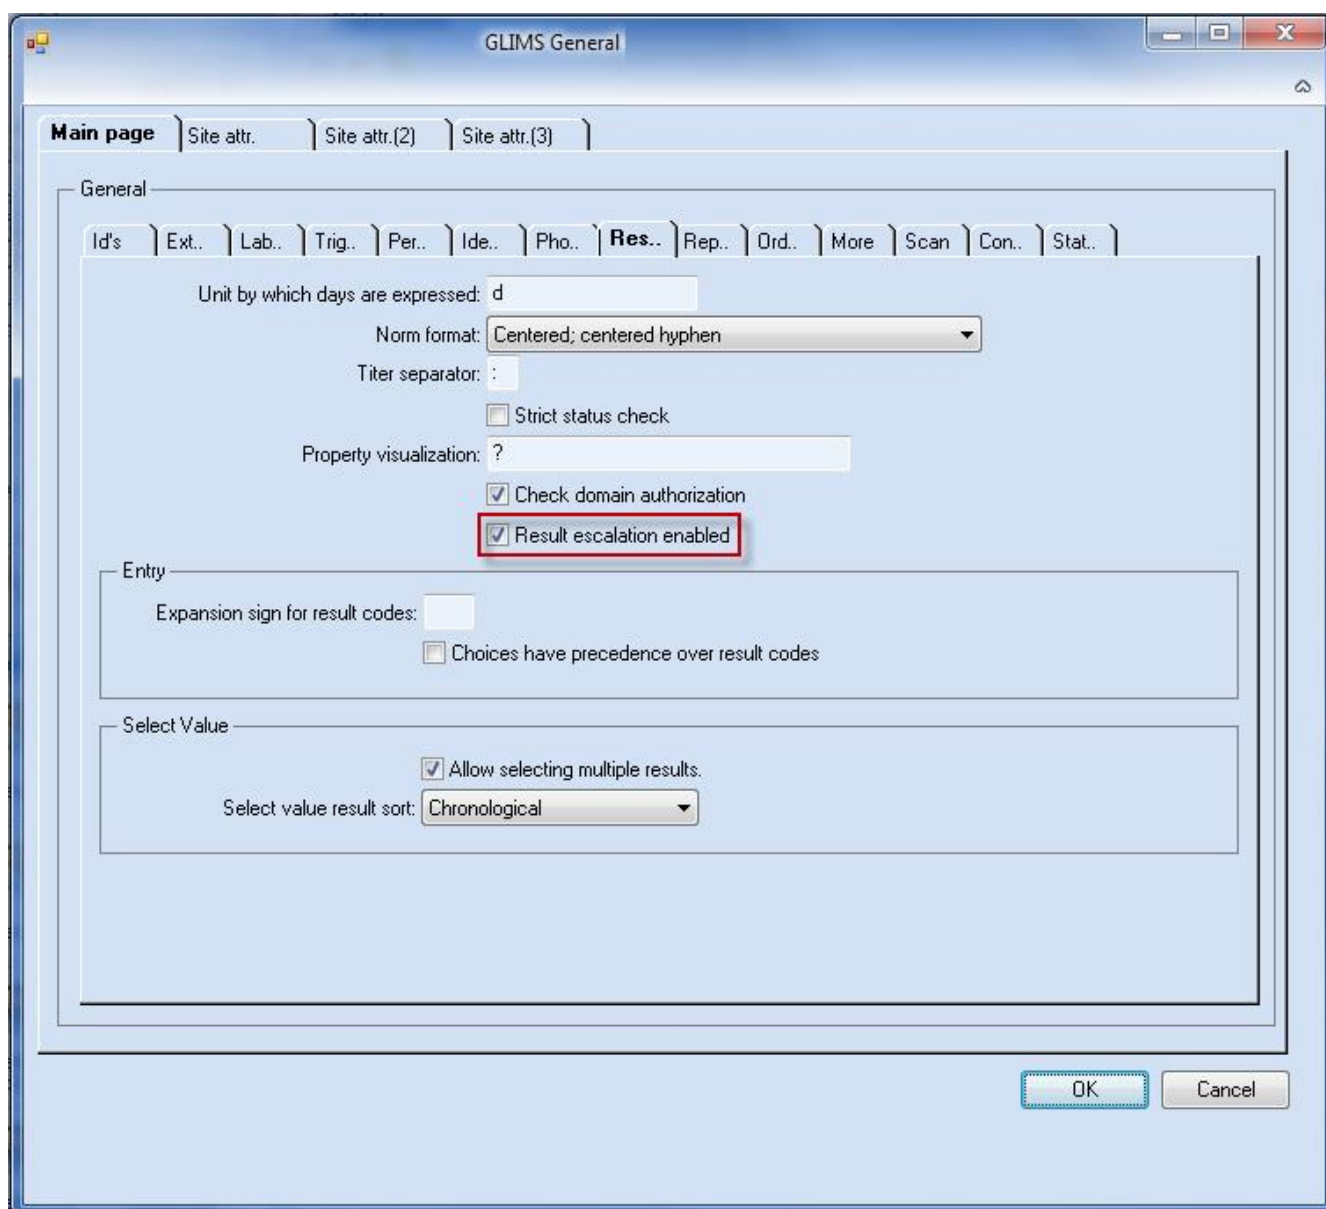 GLIMS General
Main page Site attr. Site attr.(2) Site attr.(3)
General
Id's Ext.. Lab.. Trig.. Per.. Ide.. Pho.. Res.. Rep.. Ord.. More Scan Con.. Stat..
Unit by which days are expressed: d
Norm format: Centered; centered hyphen
Titer separator: :
Strict status check
Property visualization: ?
Check domain authorization
Result escalation enabled
Entry
Expansion sign for result codes:
Choices have precedence over result codes
Select Value
Allow selecting multiple results.
Select value result sort: Chronological
OK Cancel